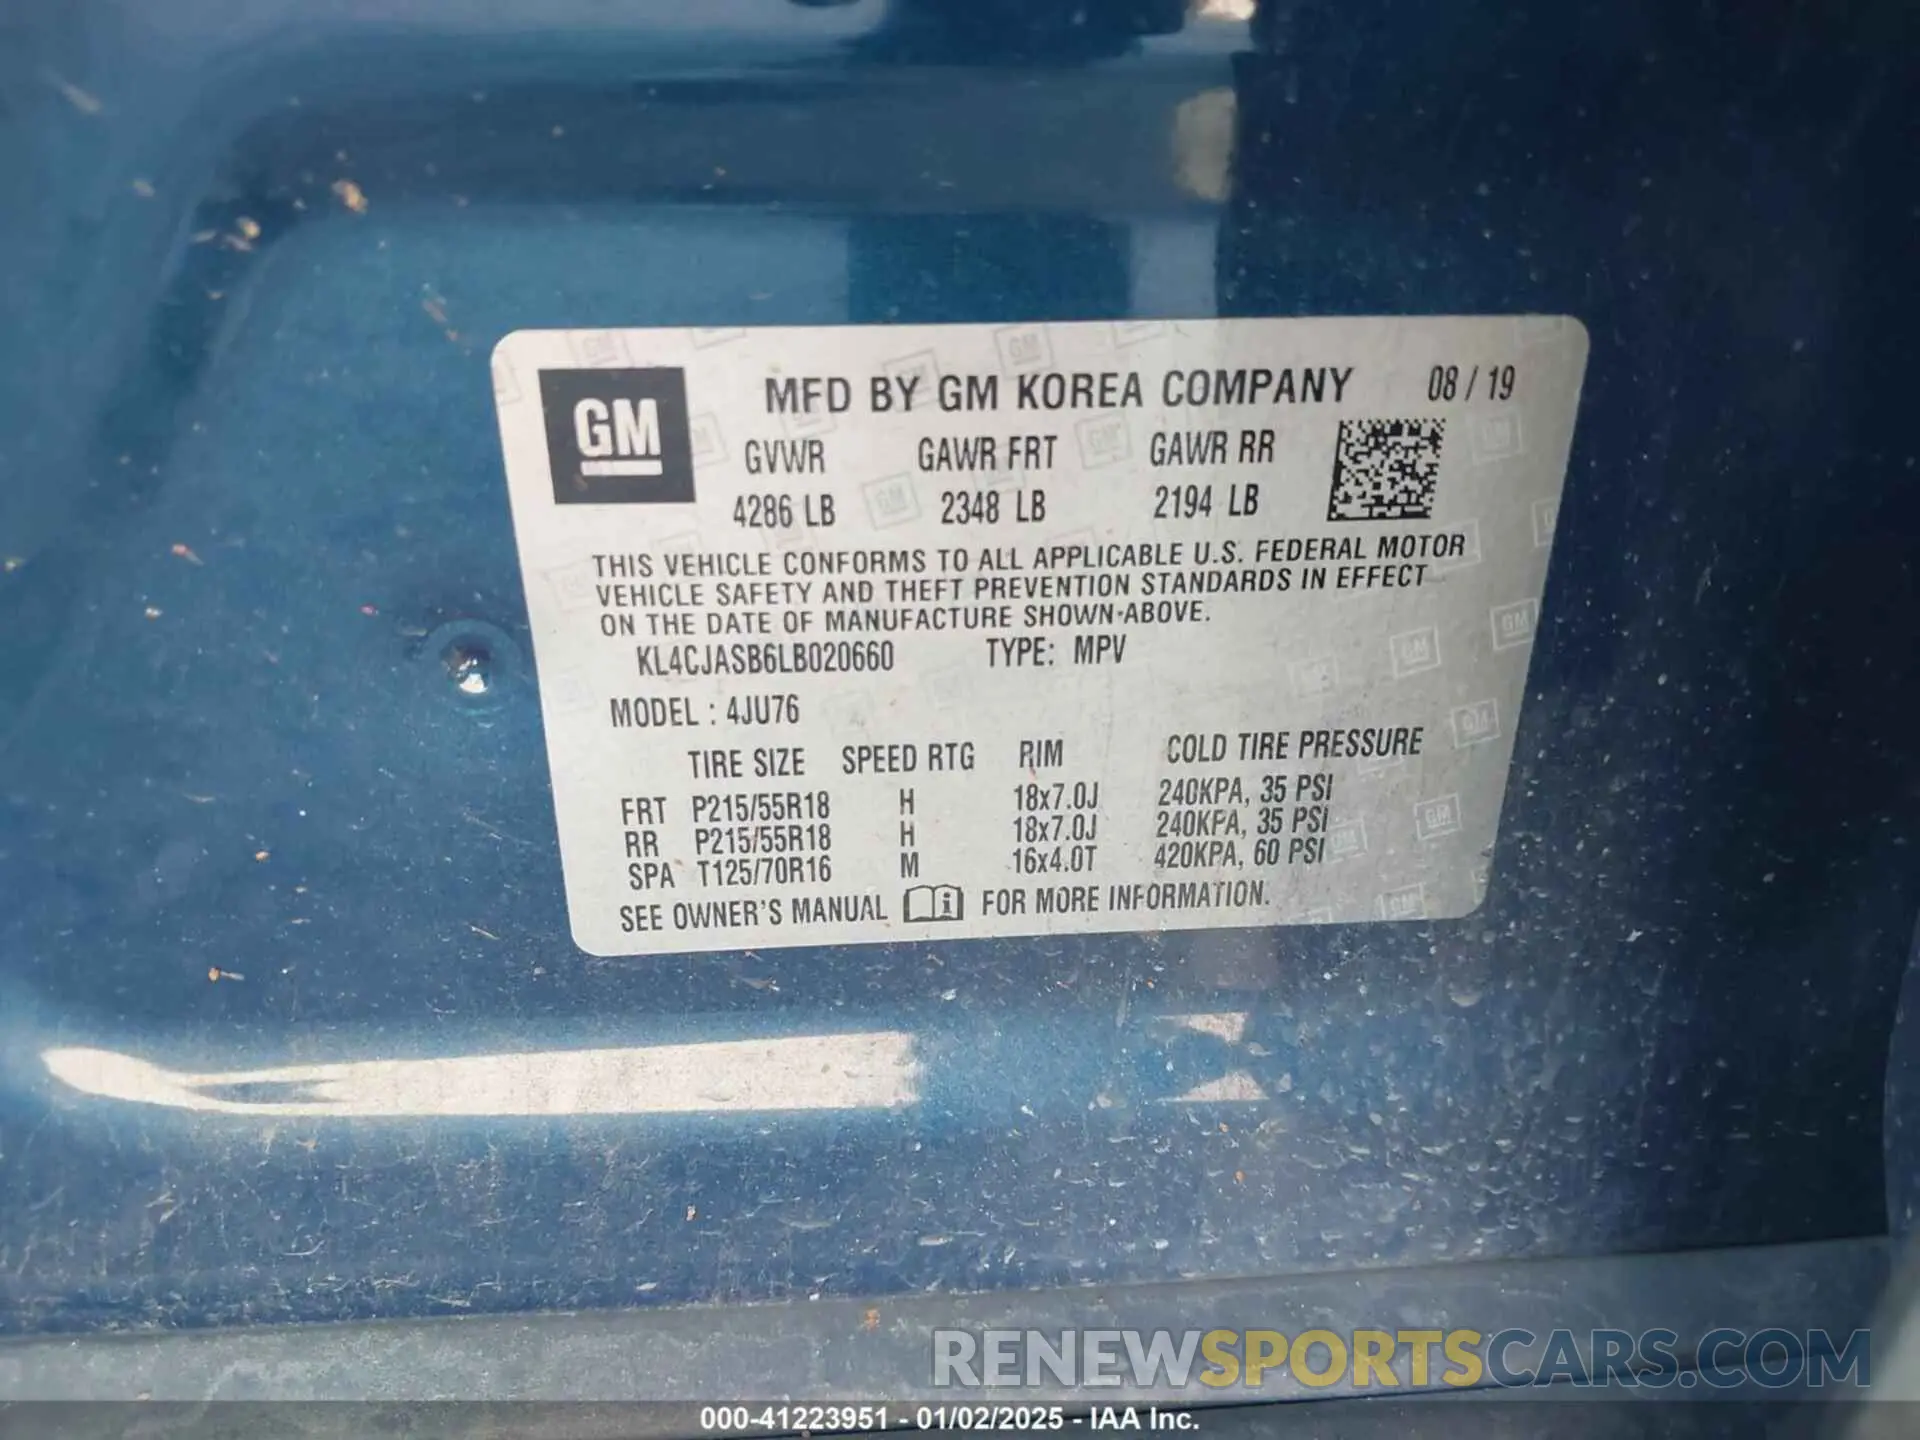 GM
MFD BY GM KOREA COMPANY 08 / 19
GVWR GAWR FRT GAWR RR
4286 LB 2348 LB 2194 LB
THIS VEHICLE CONFORMS TO ALL APPLICABLE U.S. FEDERAL MOTOR
VEHICLE SAFETY AND THEFT PREVENTION STANDARDS IN EFFECT
ON THE DATE OF MANUFACTURE SHOWN ABOVE.
KL4CJASB6LB020660 TYPE: MPV
MODEL : 4JU76
TIRE SIZE SPEED RTG RIM COLD TIRE PRESSURE
FRT P215/55R18 H 18x7.0J 240KPA, 35 PSI
RR P215/55R18 H 18x7.0J 240KPA, 35 PSI
SPA T125/70R16 M 16x4.0T 420KPA, 60 PSI
SEE OWNER'S MANUAL i FOR MORE INFORMATION.
RENEWSPORTSCARS.COM
000-41223951 - 01/02/2025 - IAA Inc.